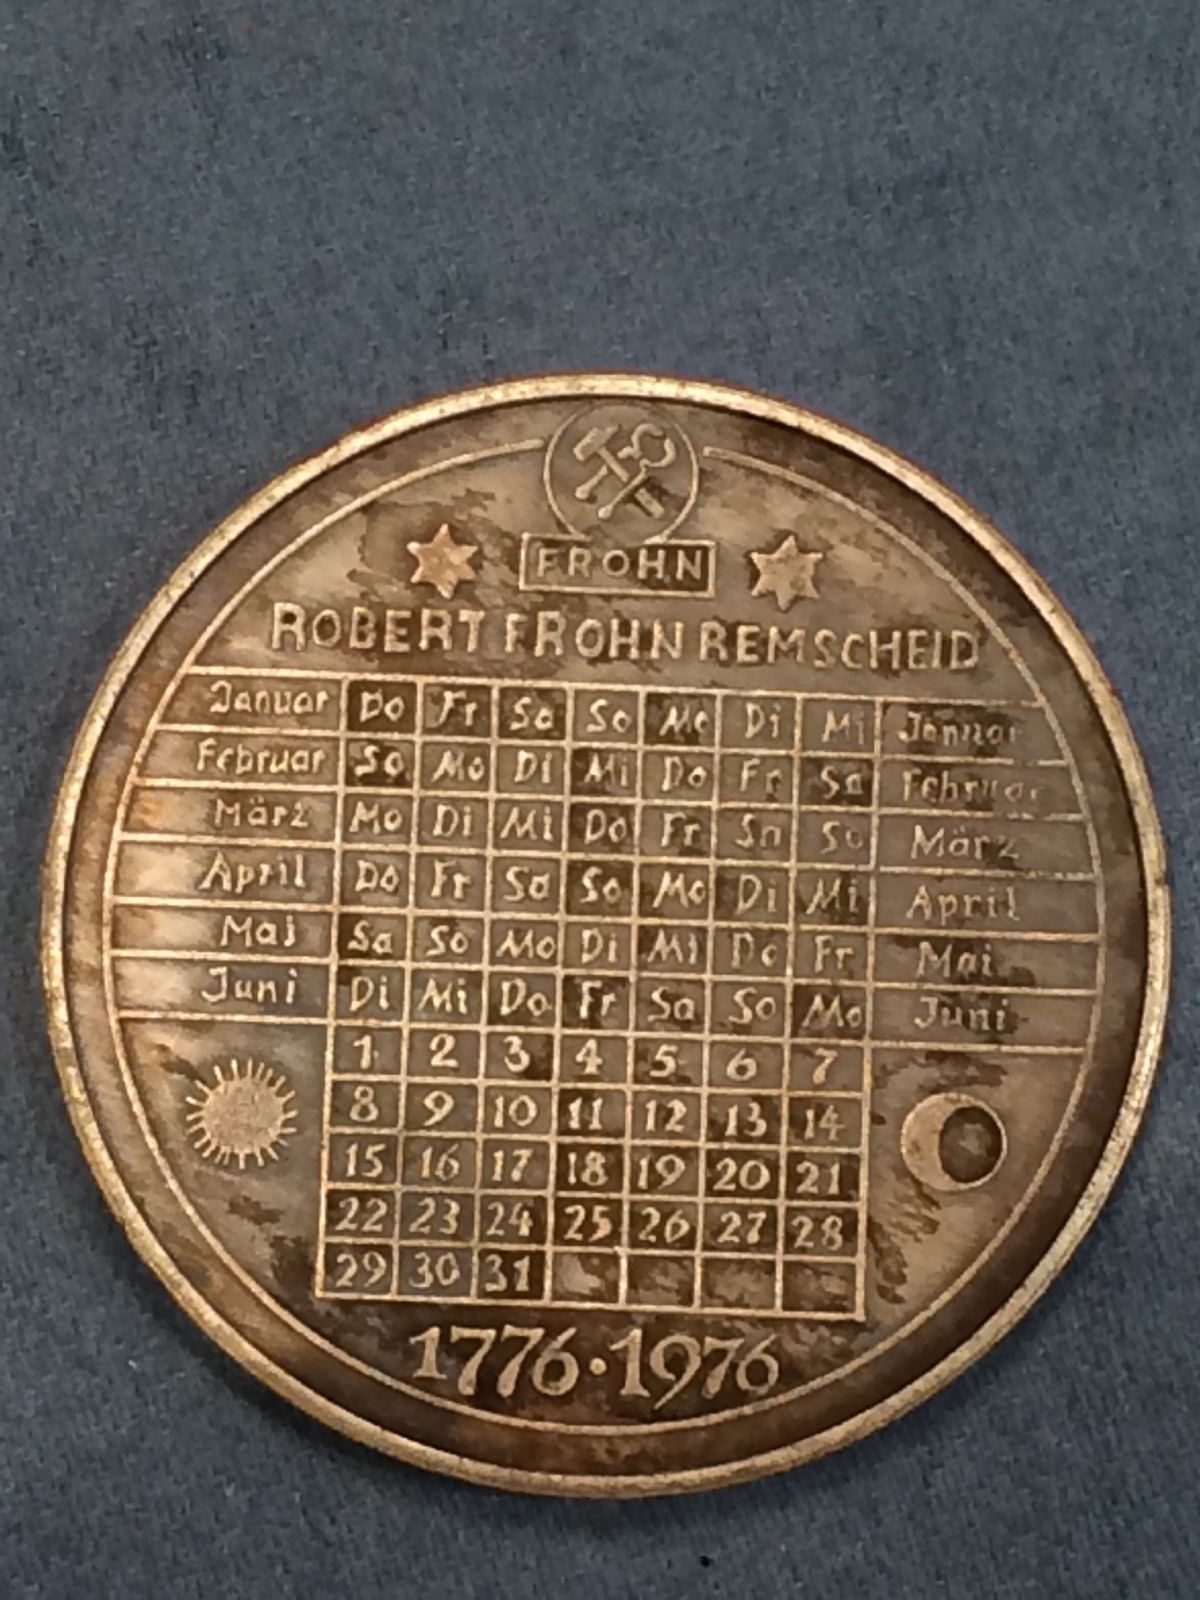 FROHN
ROBERT FROHN REMSCHEID
Januar Do Fr Sa So Mo Di Mi Januar
Februar So Mo Di Mi Do Fr Sa Februar
März Mo Di Mi Do Fr Sa So März
April Do Fr Sa So Mo Di Mi April
Mai Sa So Mo Di Mi Do Fr Mai
Juni Di Mi Do Fr Sa So Mo Juni
1 2 3 4 5 6 7
8 9 10 11 12 13 14
15 16 17 18 19 20 21
22 23 24 25 26 27 28
29 30 31
1776·1976